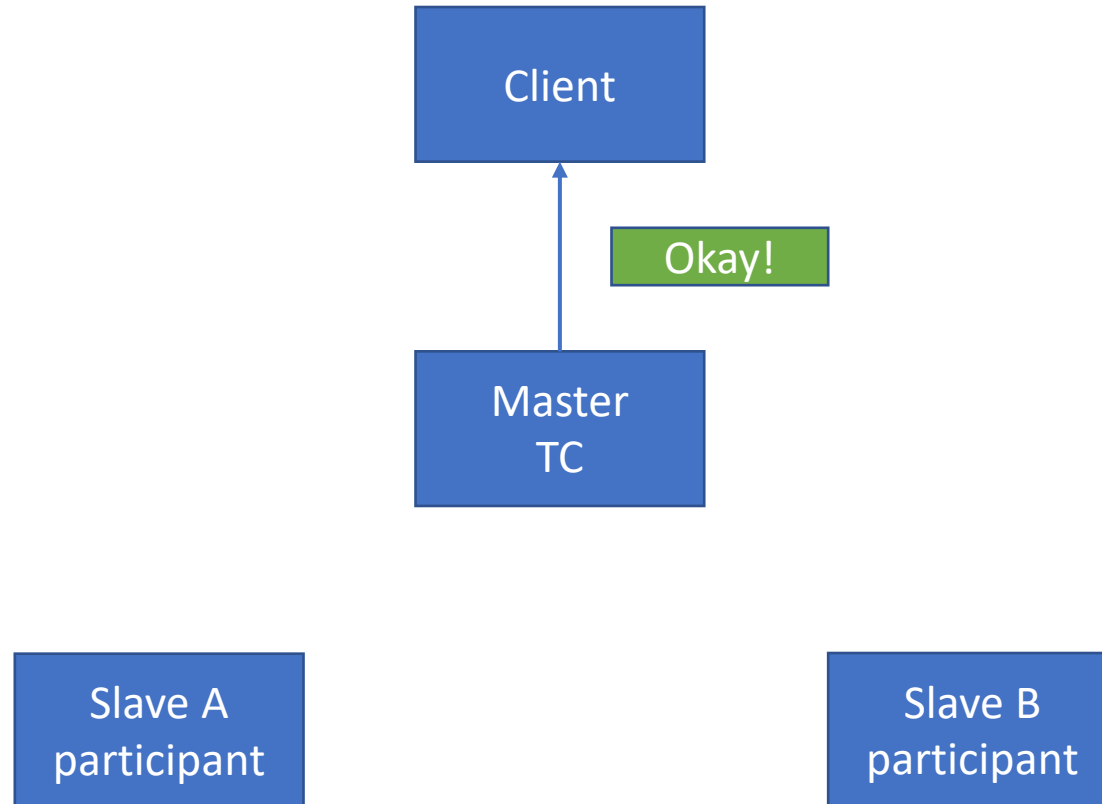 Client
Okay!
Master
TC
Slave A
participant
Slave B
participant